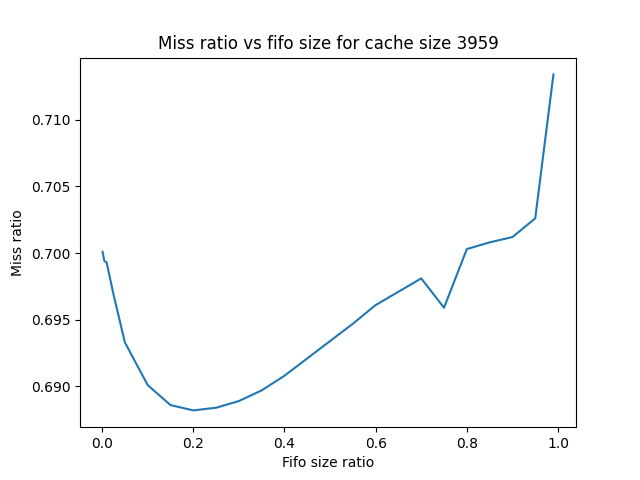 Miss ratio vs fifo size for cache size 3959
0.710
0.705
0.700
0.695
0.690
Miss ratio
0.0 0.2 0.4 0.6 0.8 1.0
Fifo size ratio